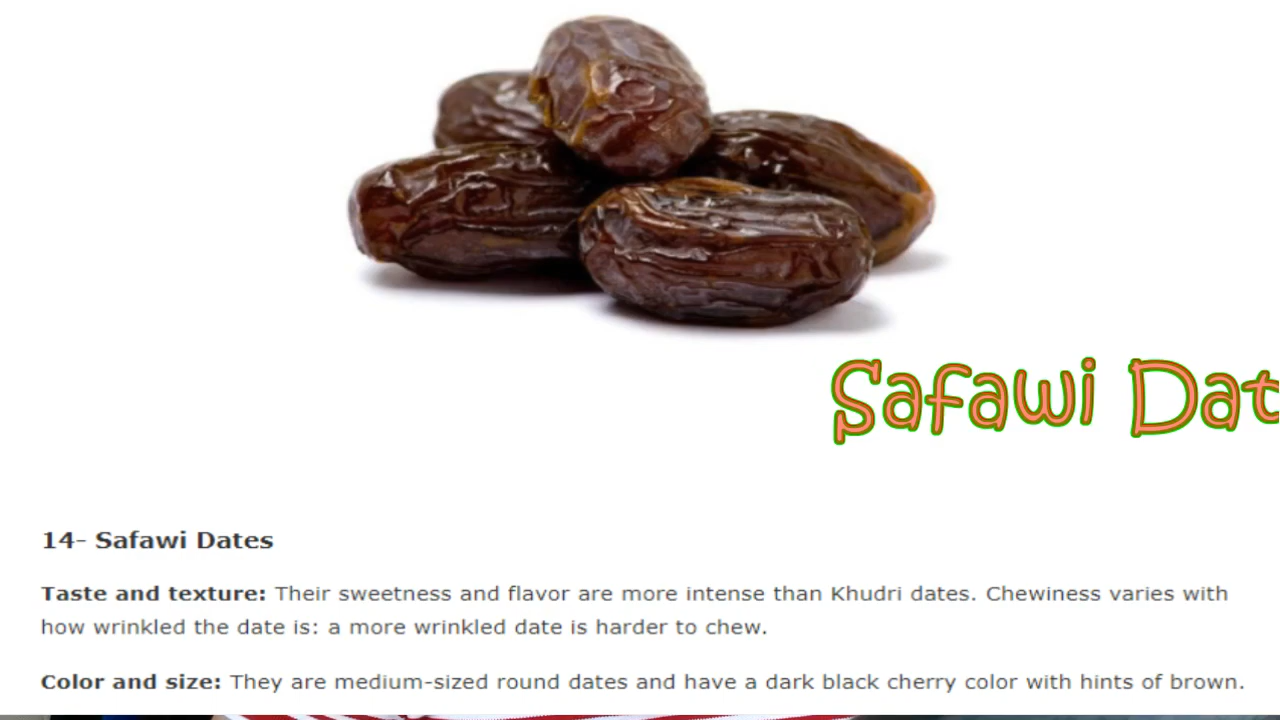 Safawi Dat
14- Safawi Dates
Taste and texture: Their sweetness and flavor are more intense than Khudri dates. Chewiness varies with
how wrinkled the date is: a more wrinkled date is harder to chew.
Color and size: They are medium-sized round dates and have a dark black cherry color with hints of brown.